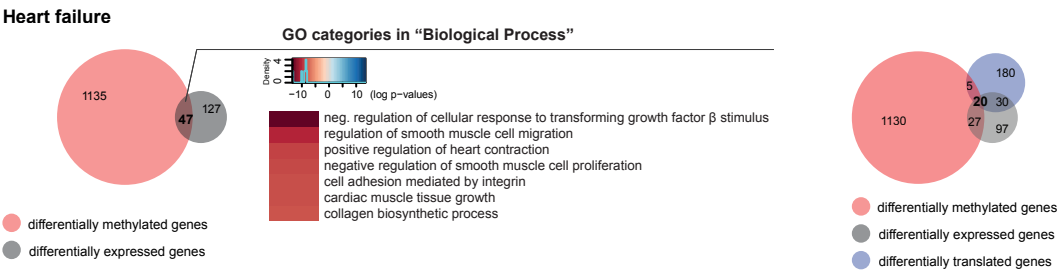 Heart failure
GO categories in “Biological Process”
1135
47
127
Density
0 4
−10 0 10 (log p−values)
neg. regulation of cellular response to transforming growth factor β stimulus
regulation of smooth muscle cell migration
positive regulation of heart contraction
negative regulation of smooth muscle cell proliferation
cell adhesion mediated by integrin
cardiac muscle tissue growth
collagen biosynthetic process
differentially methylated genes
differentially expressed genes
180
5
20 30
1130
27
97
differentially methylated genes
differentially expressed genes
differentially translated genes